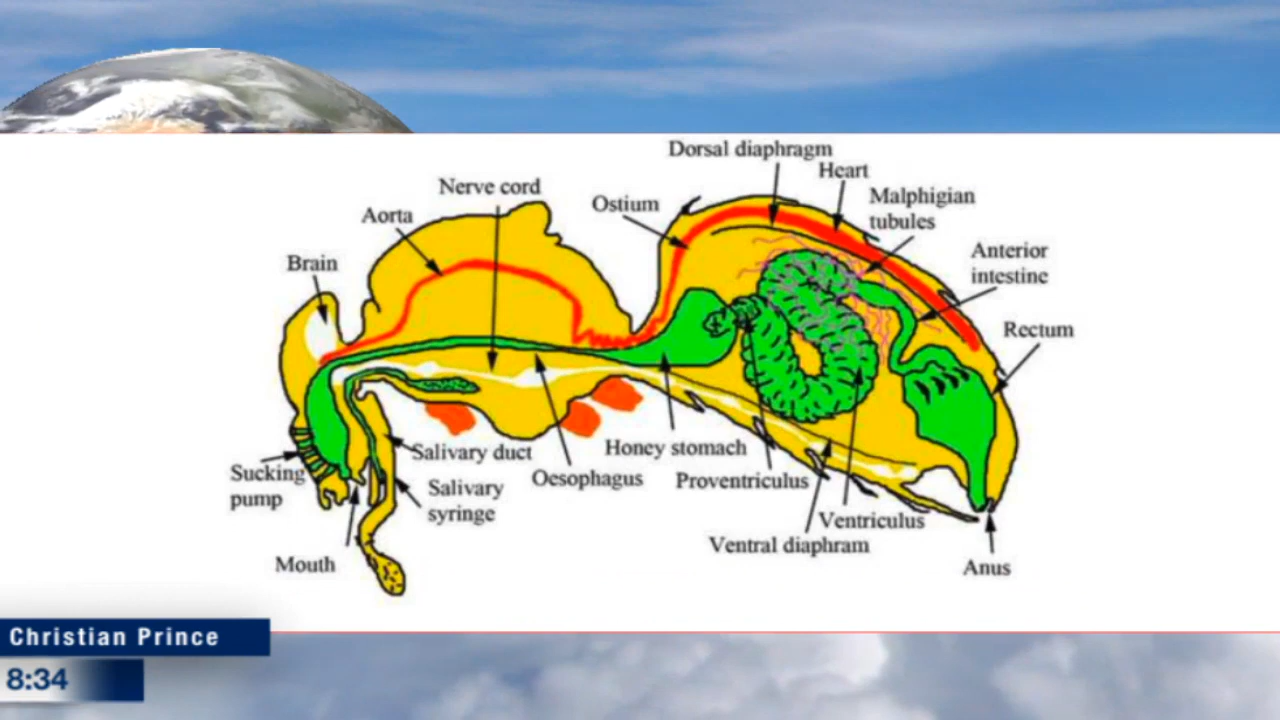 Dorsal diaphragm
Heart
Nerve cord
Malphigian
tubules
Ostium
Aorta
Anterior
intestine
Brain
Rectum
Salivary duct
Honey stomach
Sucking
pump
Oesophagus
Proventriculus
Salivary
syringe
Ventriculus
Ventral diaphram
Mouth
Anus
Christian Prince
8:34